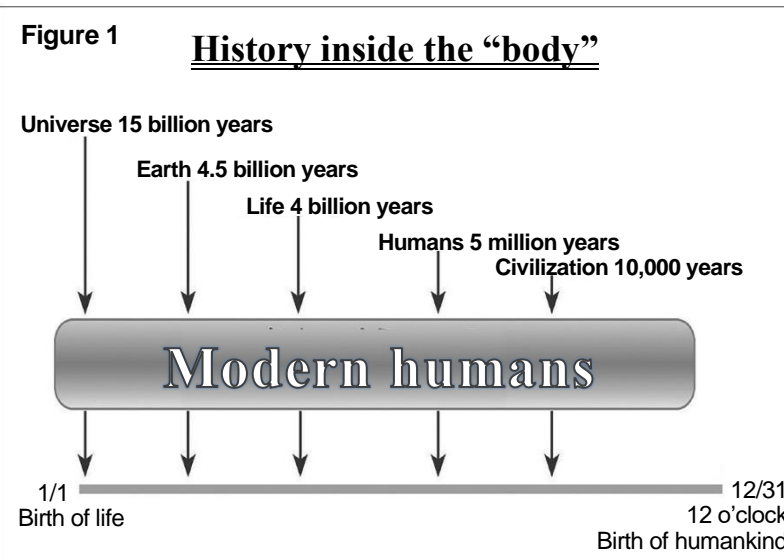 Figure 1
History inside the “body”
Universe 15 billion years
Earth 4.5 billion years
Life 4 billion years
Humans 5 million years
Civilization 10,000 years
Modern humans
1/1
Birth of life
12/31
12 o’clock
Birth of humankind